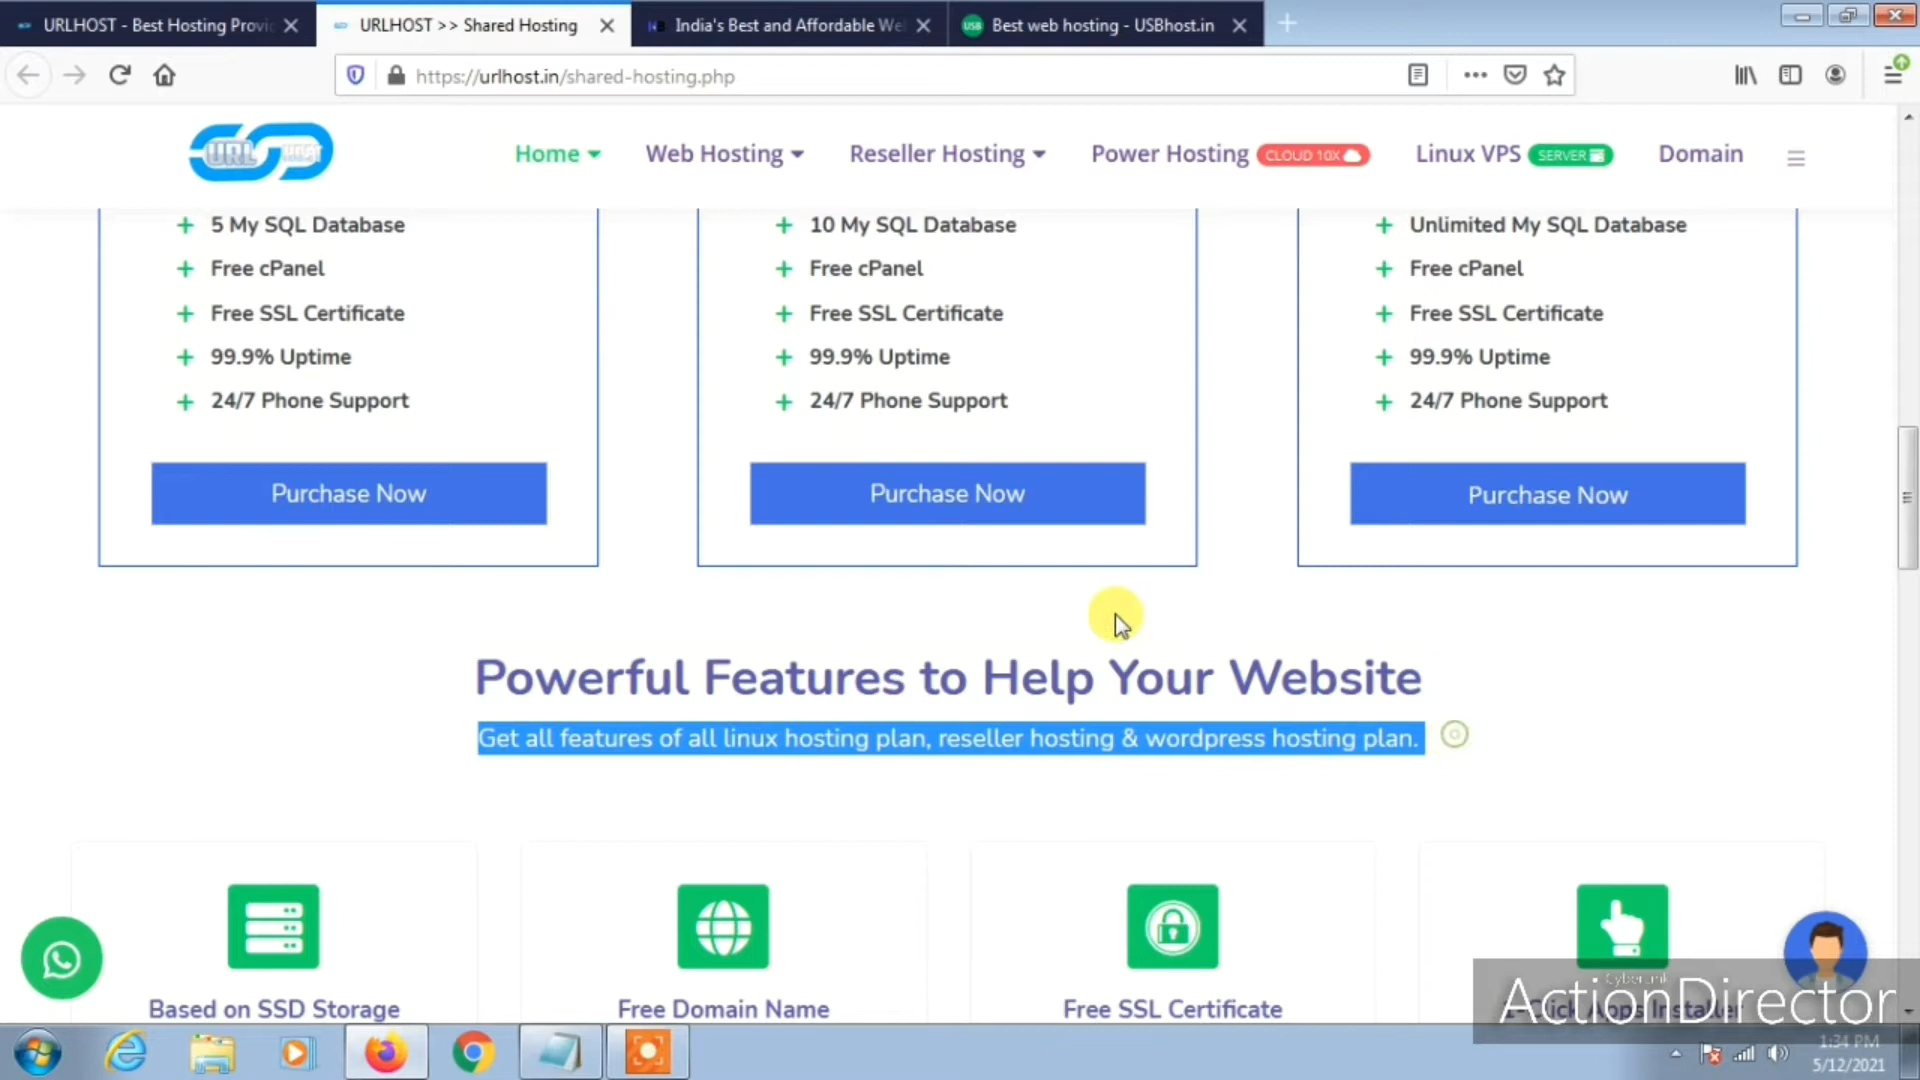 URLHOST - Best Hosting Provi
URLHOST >> Shared Hosting
India's Best and Affordable We
USB
Best web hosting - USBhost.in
https://urlhost.in/shared-hosting.php
URL
Home
Web Hosting
Reseller Hosting
Power Hosting
CLOUD 10X
Linux VPS
SERVER
Domain
5 My SQL Database
Free cPanel
Free SSL Certificate
99.9% Uptime
24/7 Phone Support
Purchase Now
10 My SQL Database
Free cPanel
Free SSL Certificate
99.9% Uptime
24/7 Phone Support
Purchase Now
Unlimited My SQL Database
Free cPanel
Free SSL Certificate
99.9% Uptime
24/7 Phone Support
Purchase Now
Powerful Features to Help Your Website
Get all features of all linux hosting plan, reseller hosting & wordpress hosting plan.
Based on SSD Storage
Free Domain Name
Free SSL Certificate
ActionDirector
1:34 PM
5/12/2021